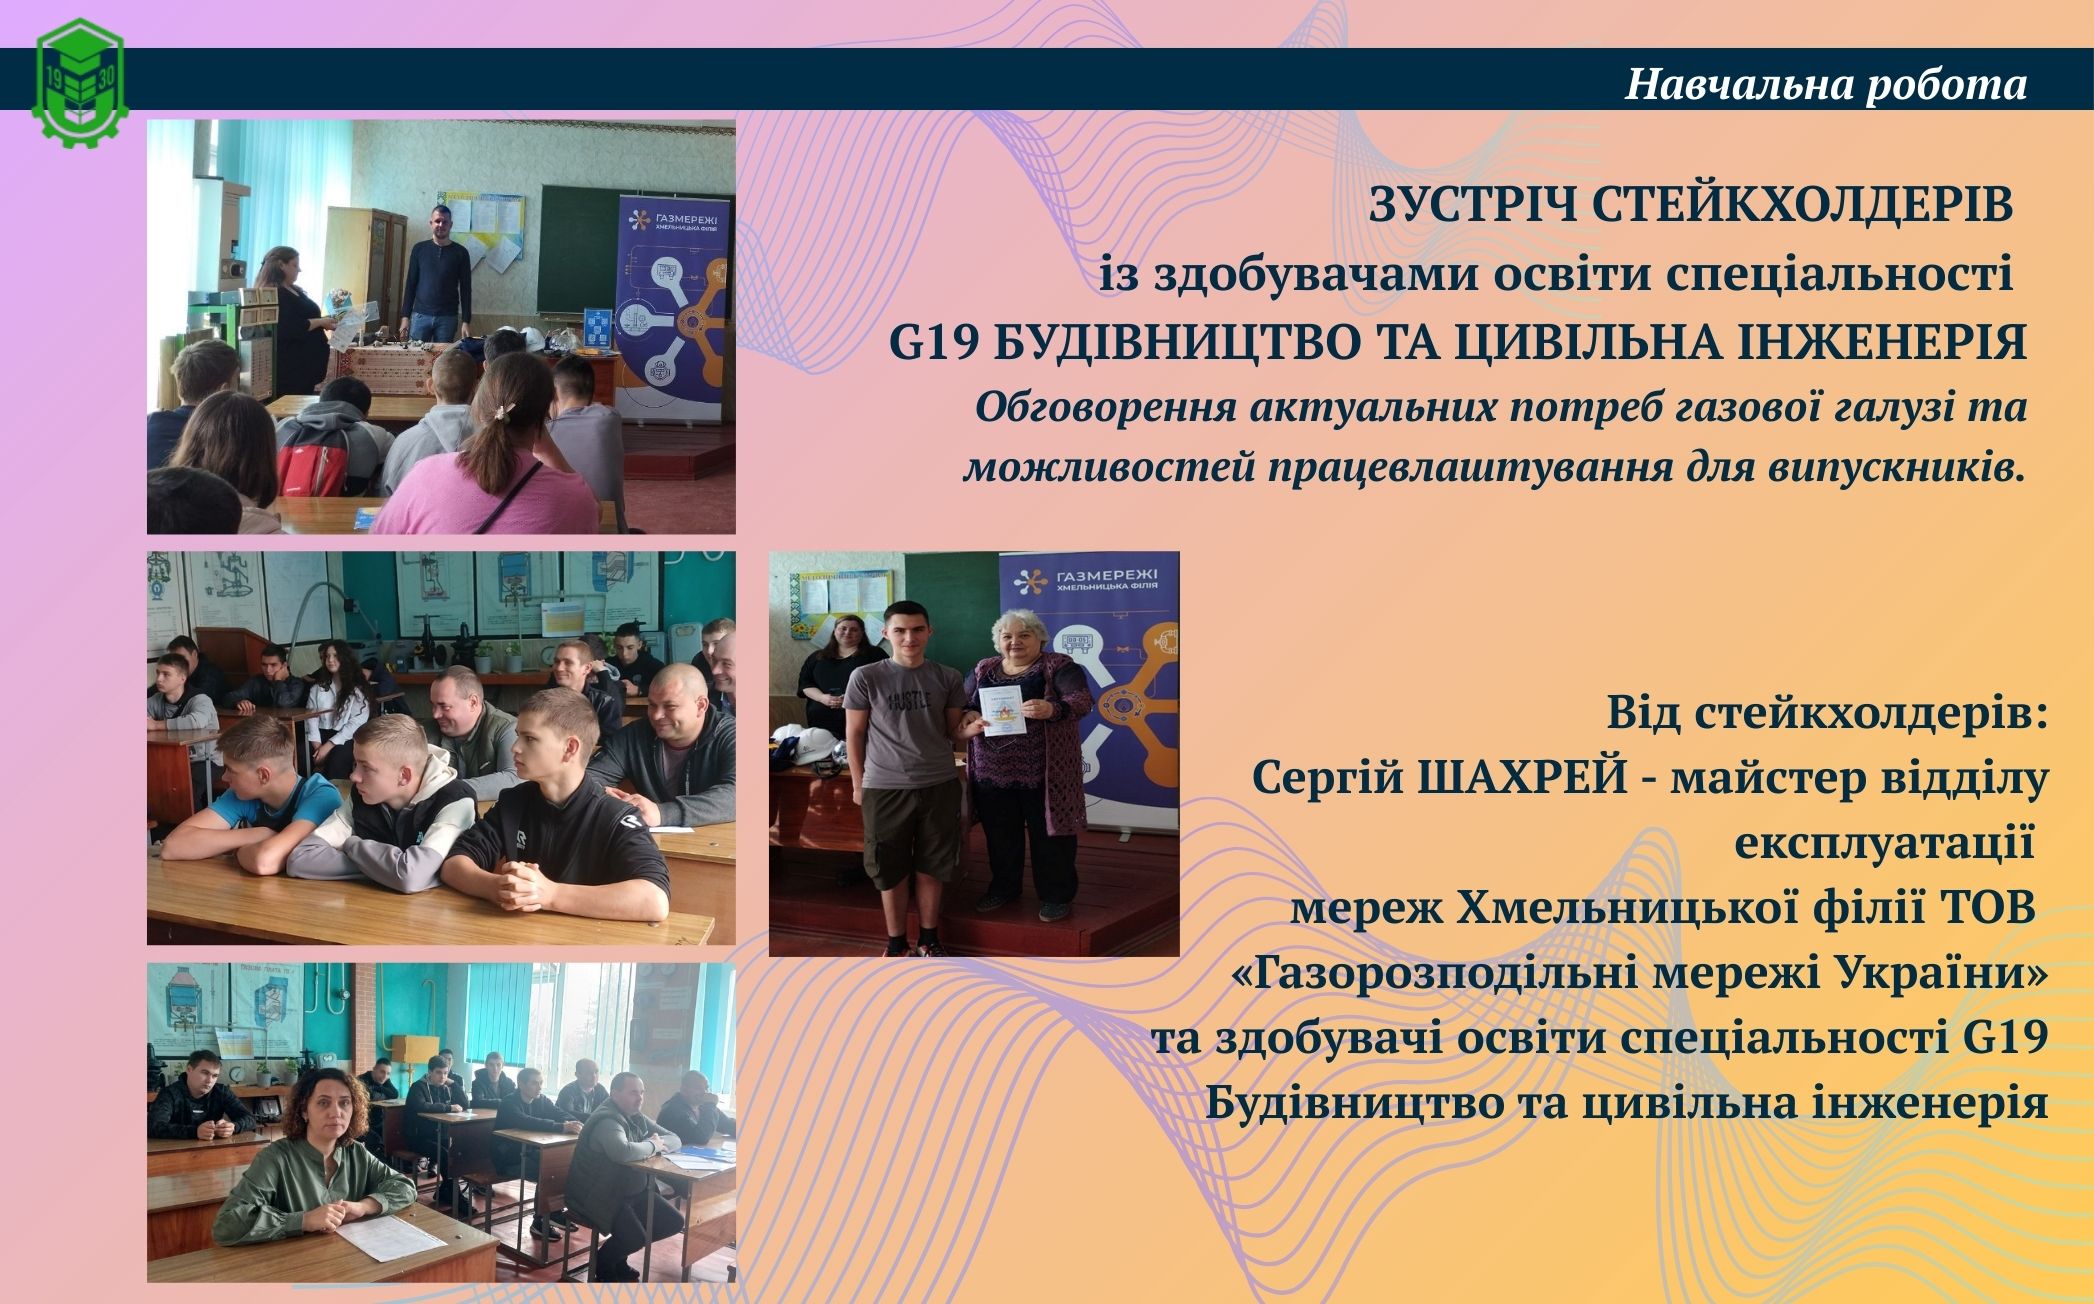 Навчальна робота
19 30
ЗУСТРІЧ СТЕЙКХОЛДЕРІВ
із здобувачами освіти спеціальності
G19 БУДІВНИЦТВО ТА ЦИВІЛЬНА ІНЖЕНЕРІЯ
Обговорення актуальних потреб газової галузі та
можливостей працевлаштування для випускників.
ГАЗМЕРЕЖІ
ХМЕЛЬНИЦЬКА ФІЛІЯ
ГАЗМЕРЕЖІ
ХМЕЛЬНИЦЬКА ФІЛІЯ
HUSTLE
Від стейкхолдерів:
Сергій ШАХРЕЙ - майстер відділу
експлуатації
мереж Хмельницької філії ТОВ
«Газорозподільні мережі України»
та здобувачі освіти спеціальності G19
Будівництво та цивільна інженерія